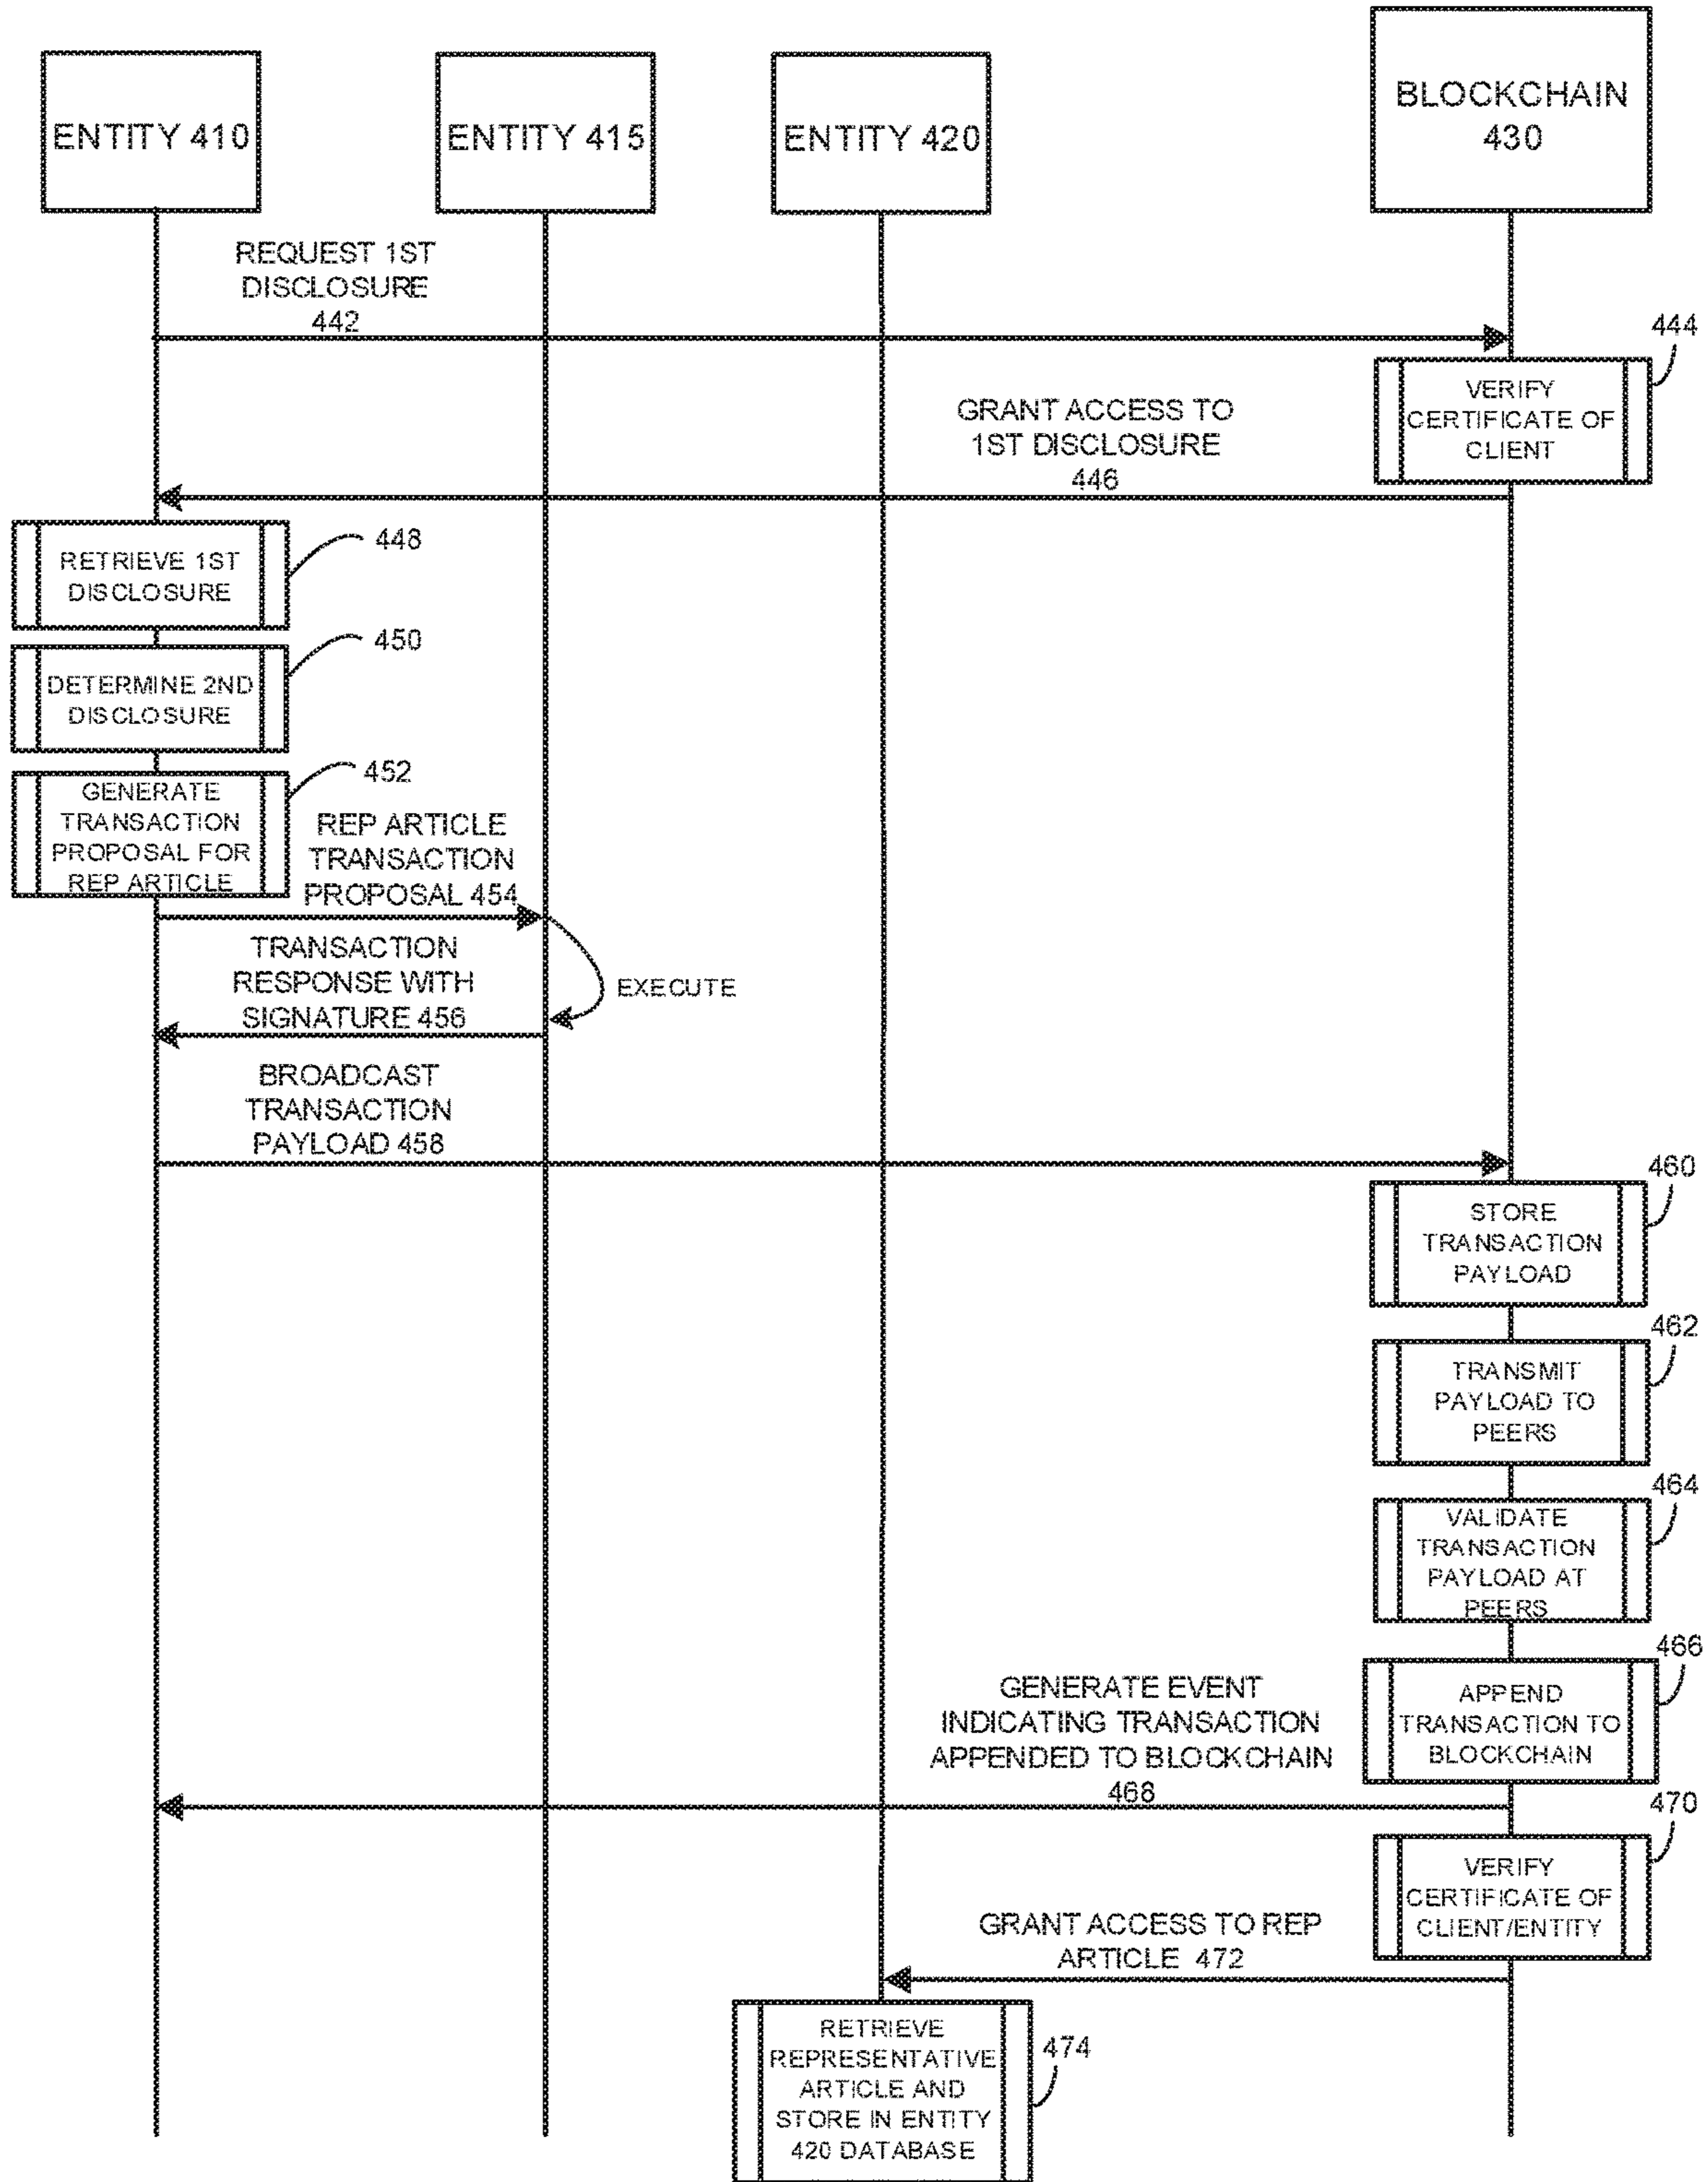 ENTITY 410
ENTITY 415
ENTITY 420
BLOCKCHAIN
430
REQUEST 1ST
DISCLOSURE
442
444
VERIFY
CERTIFICATE OF
CLIENT
GRANT ACCESS TO
1ST DISCLOSURE
446
RETRIEVE 1ST
DISCLOSURE
448
DETERMINE 2ND
DISCLOSURE
450
GENERATE
TRANSACTION
PROPOSAL FOR
REP ARTICLE
452
REP ARTICLE
TRANSACTION
PROPOSAL 454
EXECUTE
TRANSACTION
RESPONSE WITH
SIGNATURE 456
BROADCAST
TRANSACTION
PAYLOAD 458
460
STORE
TRANSACTION
PAYLOAD
462
TRANSMIT
PAYLOAD TO
PEERS
464
VALIDATE
TRANSACTION
PAYLOAD AT
PEERS
466
APPEND
TRANSACTION TO
BLOCKCHAIN
GENERATE EVENT
INDICATING TRANSACTION
APPENDED TO BLOCKCHAIN
468
470
VERIFY
CERTIFICATE OF
CLIENT/ENTITY
GRANT ACCESS TO REP
ARTICLE 472
RETRIEVE
REPRESENTATIVE
ARTICLE AND
STORE IN ENTITY
420 DATABASE
474